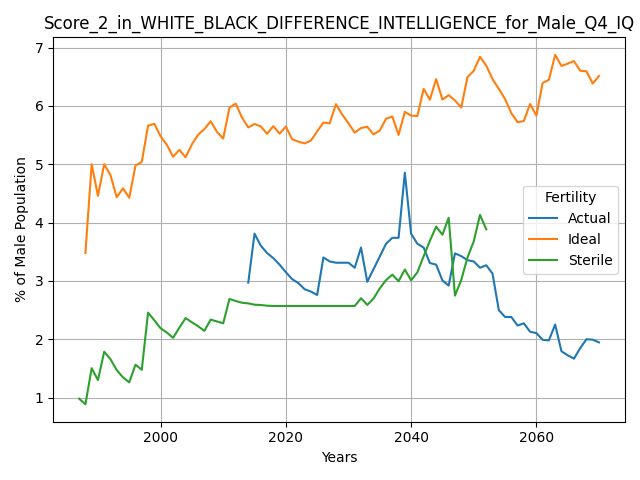 Score_2_in_WHITE_BLACK_DIFFERENCE_INTELLIGENCE_for_Male_Q4_IQ
7
6
5
4
3
2
1
% of Male Population
Fertility
Actual
Ideal
Sterile
2000 2020 2040 2060
Years